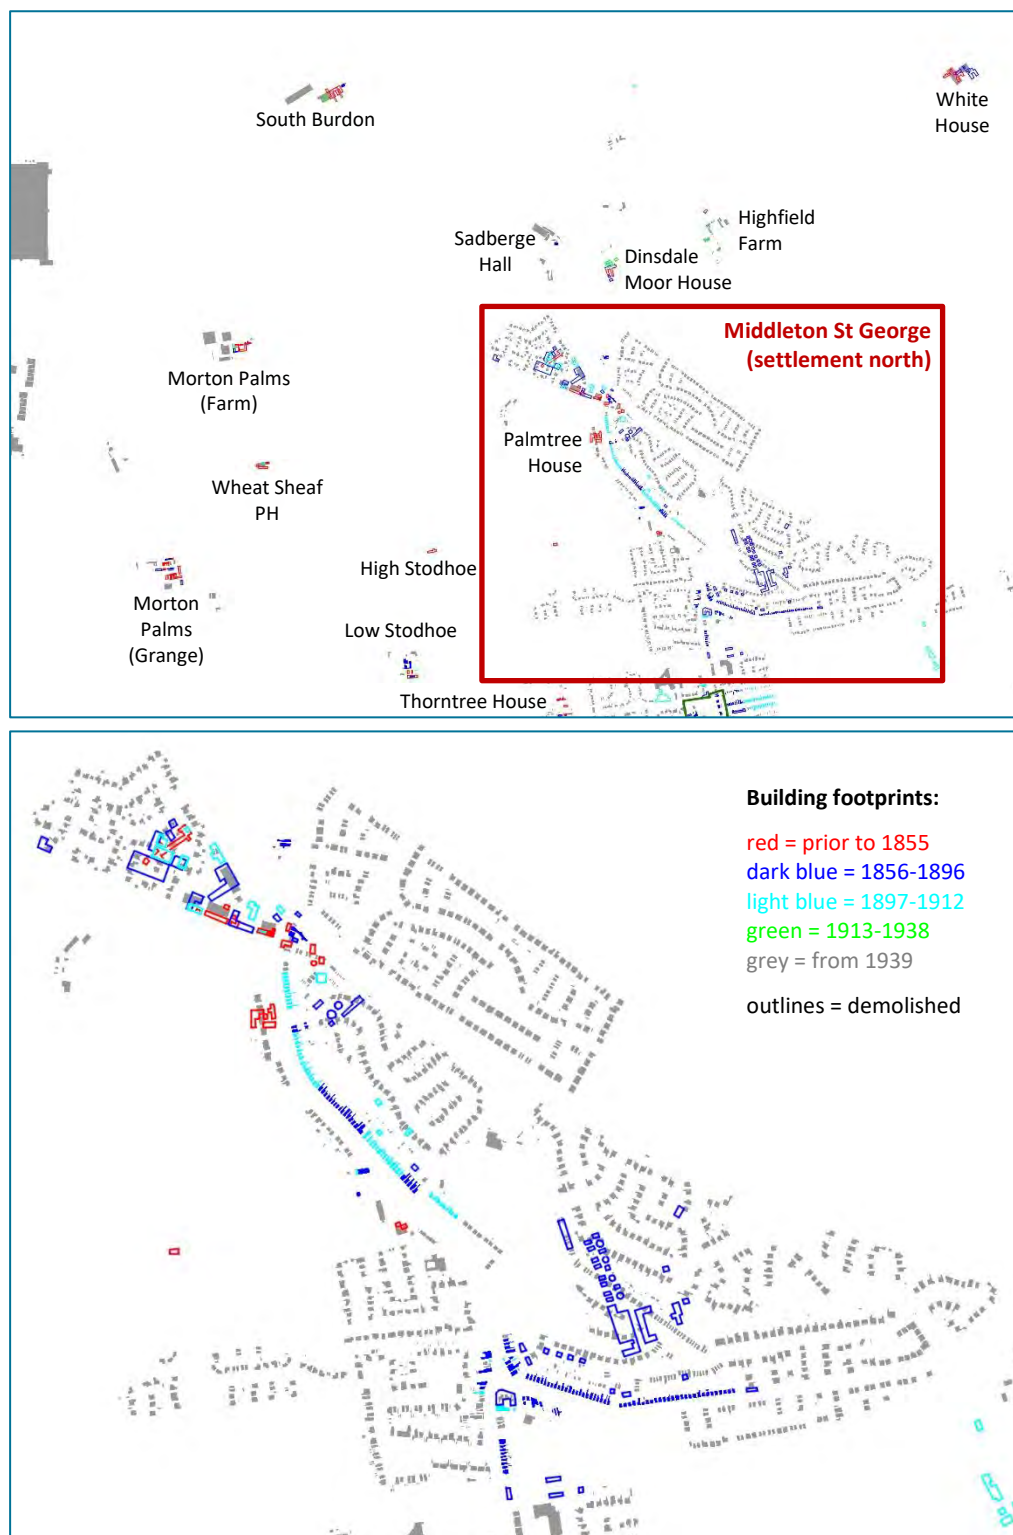 South Burdon
White
House
Highfield
Farm
Sadberge
Hall
Dinsdale
Moor House
Middleton St George
(settlement north)
Morton Palms
(Farm)
Palmtree
House
Wheat Sheaf
PH
High Stodhoe
Morton
Palms
(Grange)
Low Stodhoe
Thorntree House
Building footprints:
red = prior to 1855
dark blue = 1856-1896
light blue = 1897-1912
green = 1913-1938
grey = from 1939
outlines = demolished